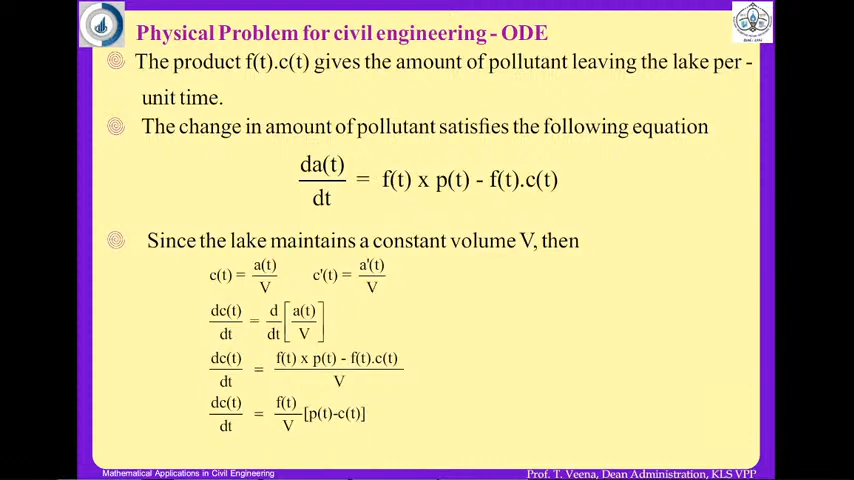 Physical Problem for civil engineering - ODE
The product f(t).c(t) gives the amount of pollutant leaving the lake per -
unit time.
The change in amount of pollutant satisfies the following equation
da(t)/dt = f(t) x p(t) - f(t).c(t)
Since the lake maintains a constant volume V, then
c(t) = a(t)/V c'(t) = a'(t)/V
dc(t)/dt = d/dt [a(t)/V]
dc(t)/dt = f(t) x p(t) - f(t).c(t)/V
dc(t)/dt = f(t)/V [p(t)-c(t)]
Mathematical Applications in Civil Engineering
Prof. T. Veena, Dean Administration, KLS VPP